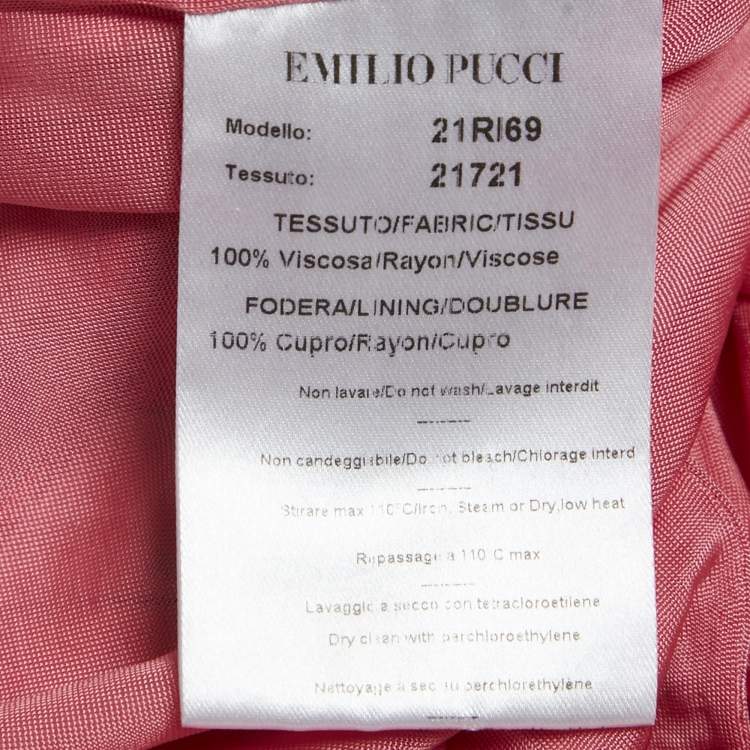 EMILIO PUCCI
Modello: 21RI69
Tessuto: 21721
TESSUTO/FABRIC/TISSU
100% Viscosa/Rayon/Viscose
FODERA/LINING/DOUBLURE
100% Cupro/Rayon/Cupro
Non lavare/Do not wash/Lavage interdit
Non candeggiabile/Do not bleach/Chlorage interd
Stirare max 110°C/Iron, Steam or Dry,low heat
Repassage à 110°C max
Lavaggio a secco con tetracloroetilene
Dry clean with perchloroethylene
Nettoyage à sec au perchlorethylène